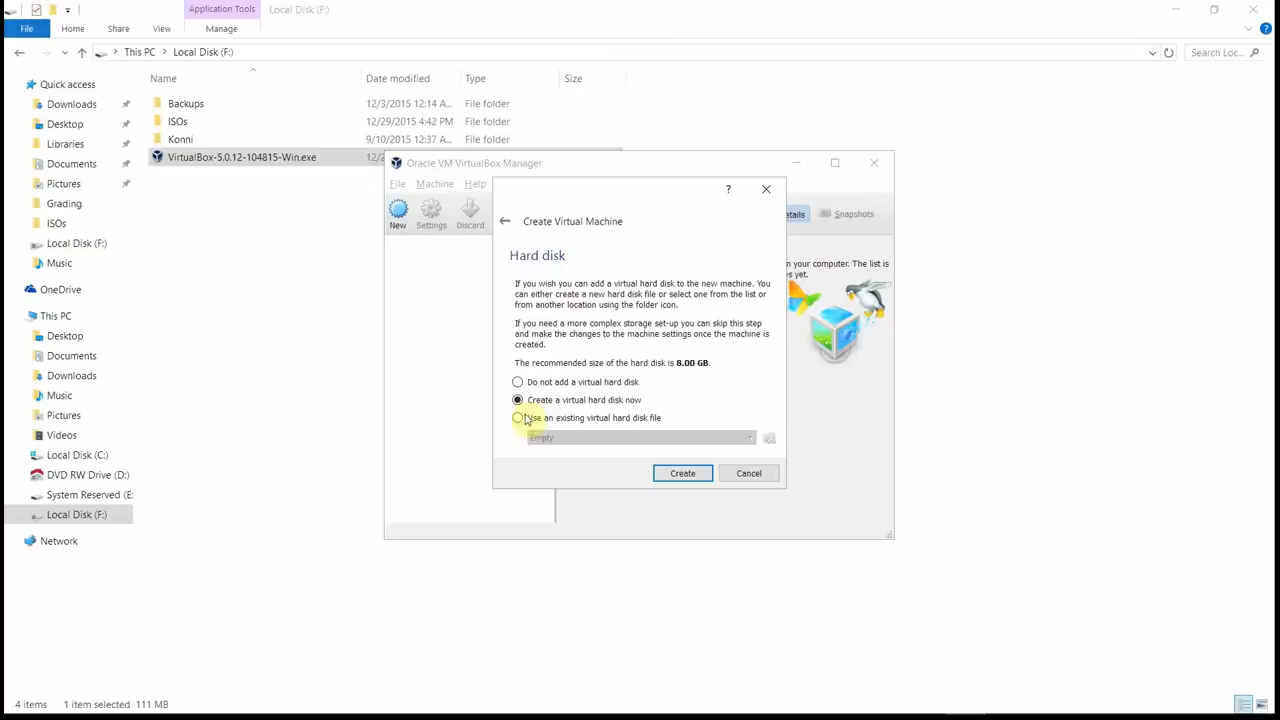 Application Tools
Local Disk (F:)
File
Home
Share
View
Manage
This PC
Local Disk (F:)
Search Loc...
Name
Date modified
Type
Size
Quick access
Downloads
Desktop
Libraries
Documents
Pictures
Grading
ISOs
Local Disk (F:)
Music
OneDrive
This PC
Desktop
Documents
Downloads
Music
Pictures
Videos
Local Disk (C:)
DVD RW Drive (D:)
System Reserved (E:
Local Disk (F:)
Network
Backups 12/3/2015 12:14 A... File folder
ISOs 12/29/2015 4:42 PM File folder
Konni 9/10/2015 12:37 A... File folder
VirtualBox-5.0.12-104815-Win.exe 12/2
Oracle VM VirtualBox Manager
File Machine Help
New
Settings
Discard
etails
Snapshots
n your computer. The list is
es yet.
?
Create Virtual Machine
Hard disk
If you wish you can add a virtual hard disk to the new machine. You
can either create a new hard disk file or select one from the list or
from another location using the folder icon.
If you need a more complex storage set-up you can skip this step
and make the changes to the machine settings once the machine is
created.
The recommended size of the hard disk is 8.00 GB.
Do not add a virtual hard disk
Create a virtual hard disk now
Use an existing virtual hard disk file
Empty
Create
Cancel
4 items 1 item selected 111 MB